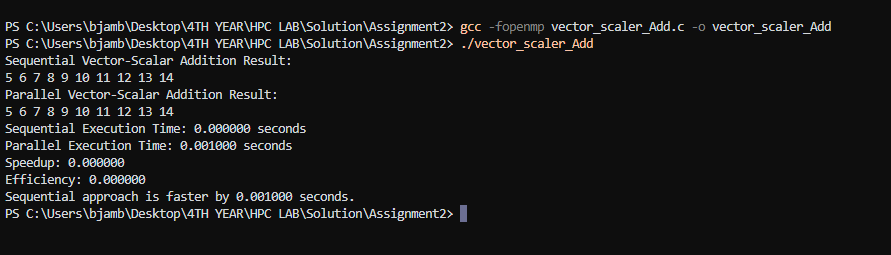 PS C:\Users\bjamb\Desktop\4TH YEAR\HPC LAB\Solution\Assignment2> gcc -fopenmp vector_scaler_Add.c -o vector_scaler_Add
PS C:\Users\bjamb\Desktop\4TH YEAR\HPC LAB\Solution\Assignment2> ./vector_scaler_Add
Sequential Vector-Scalar Addition Result:
5 6 7 8 9 10 11 12 13 14
Parallel Vector-Scalar Addition Result:
5 6 7 8 9 10 11 12 13 14
Sequential Execution Time: 0.000000 seconds
Parallel Execution Time: 0.001000 seconds
Speedup: 0.000000
Efficiency: 0.000000
Sequential approach is faster by 0.001000 seconds.
PS C:\Users\bjamb\Desktop\4TH YEAR\HPC LAB\Solution\Assignment2>